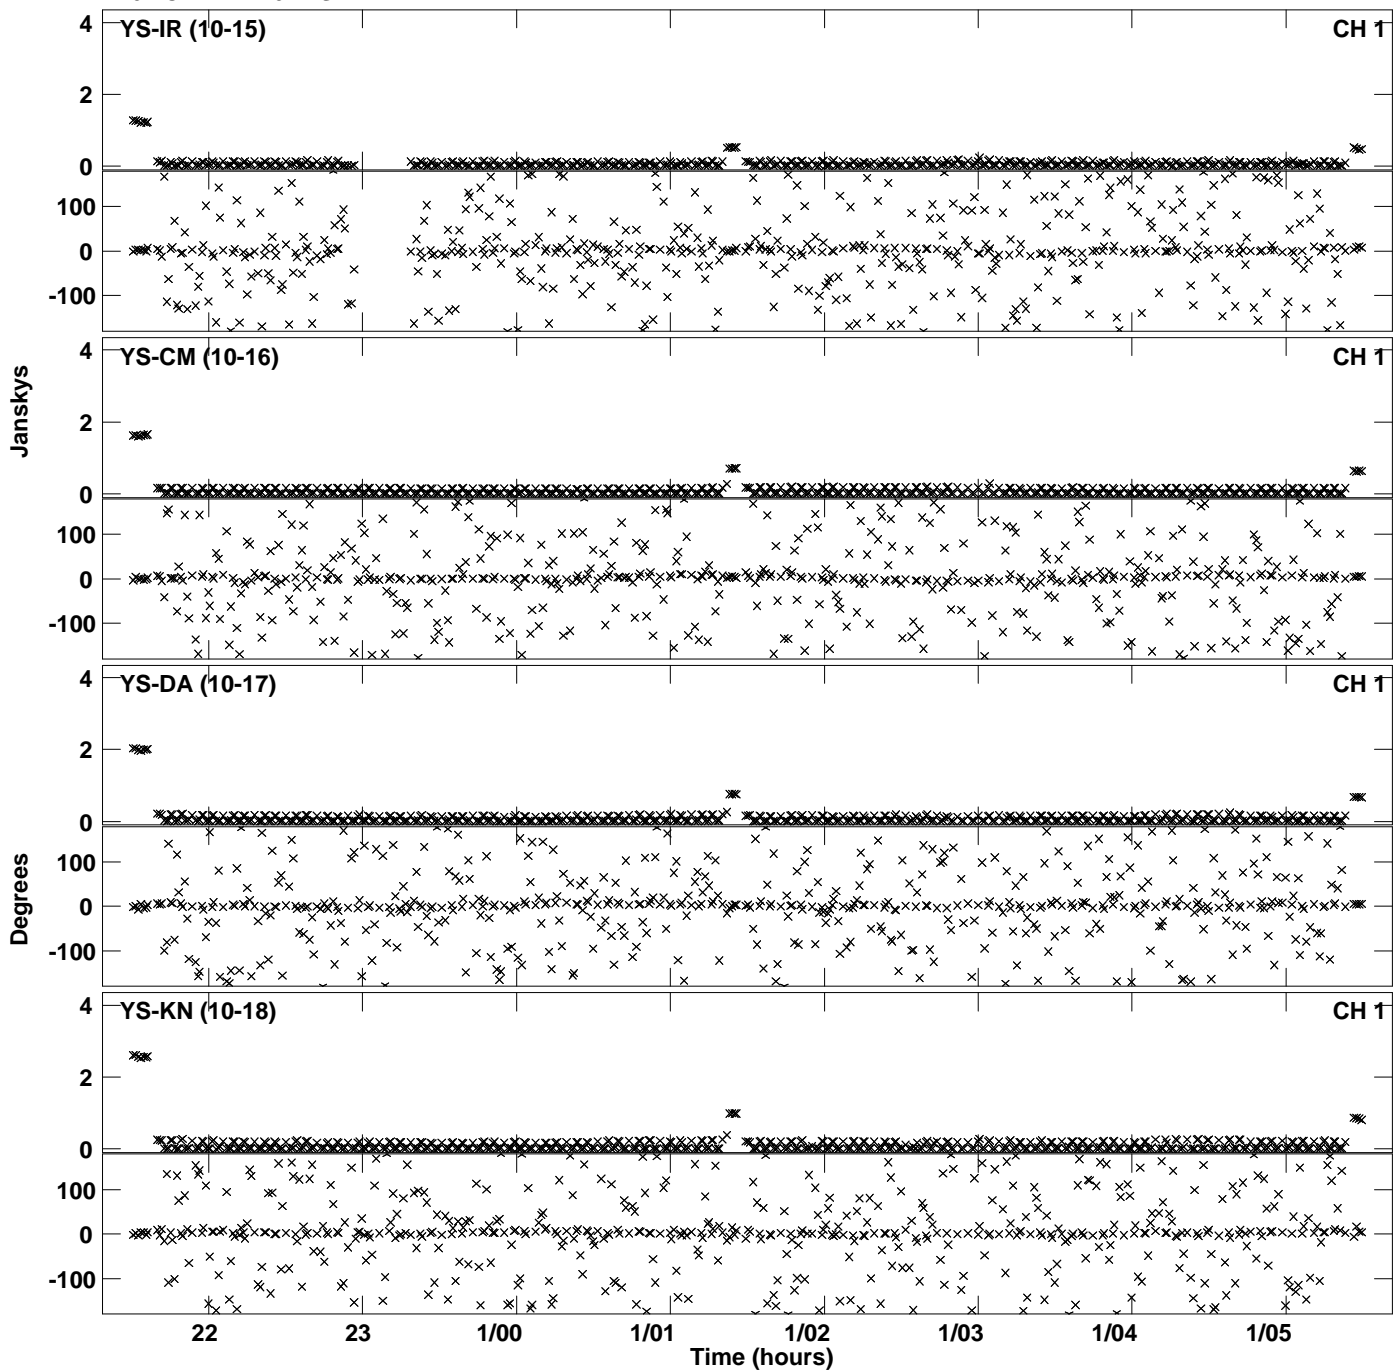 4
YS-IR (10-15)
CH 1
2
0
100
0
-100
4
YS-CM (10-16)
CH 1
2
0
100
0
-100
Janskys
4
YS-DA (10-17)
CH 1
2
0
100
0
-100
Degrees
4
YS-KN (10-18)
CH 1
2
0
100
0
-100
22 23 1/00 1/01 1/02 1/03 1/04 1/05
Time (hours)